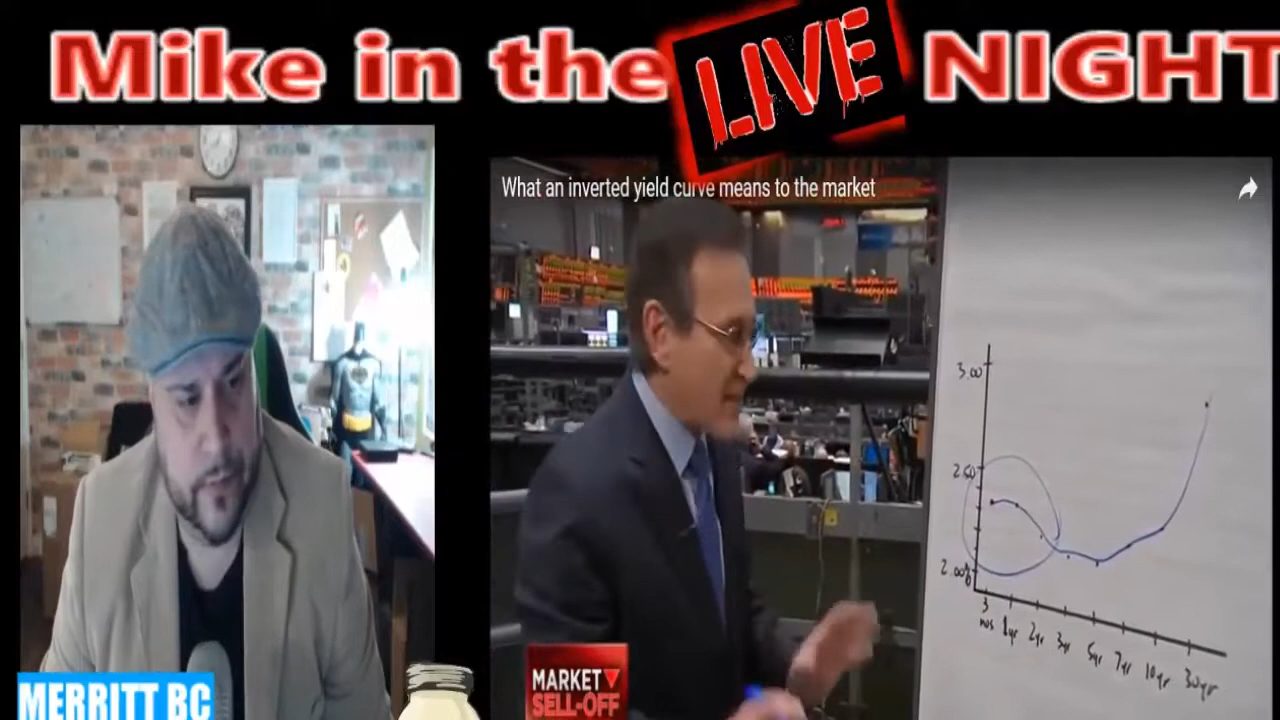 Mike in the LIVE NIGHT
What an inverted yield curve means to the market
3.00
2.60
2.00%
3 mos 1yr 2yr 3yr 5yr 7yr 10yr 30yr
MARKET
SELL-OFF
MERRITT BC